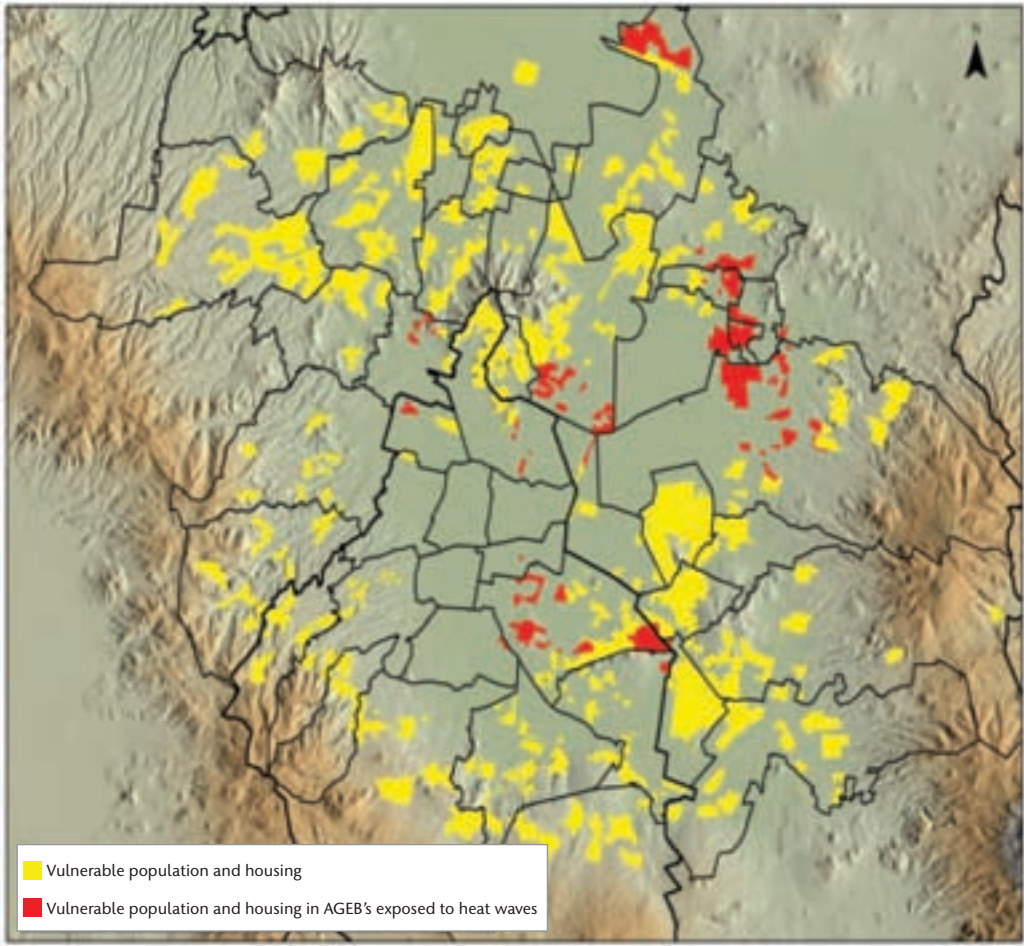 N
Vulnerable population and housing
Vulnerable population and housing in AGEB's exposed to heat waves